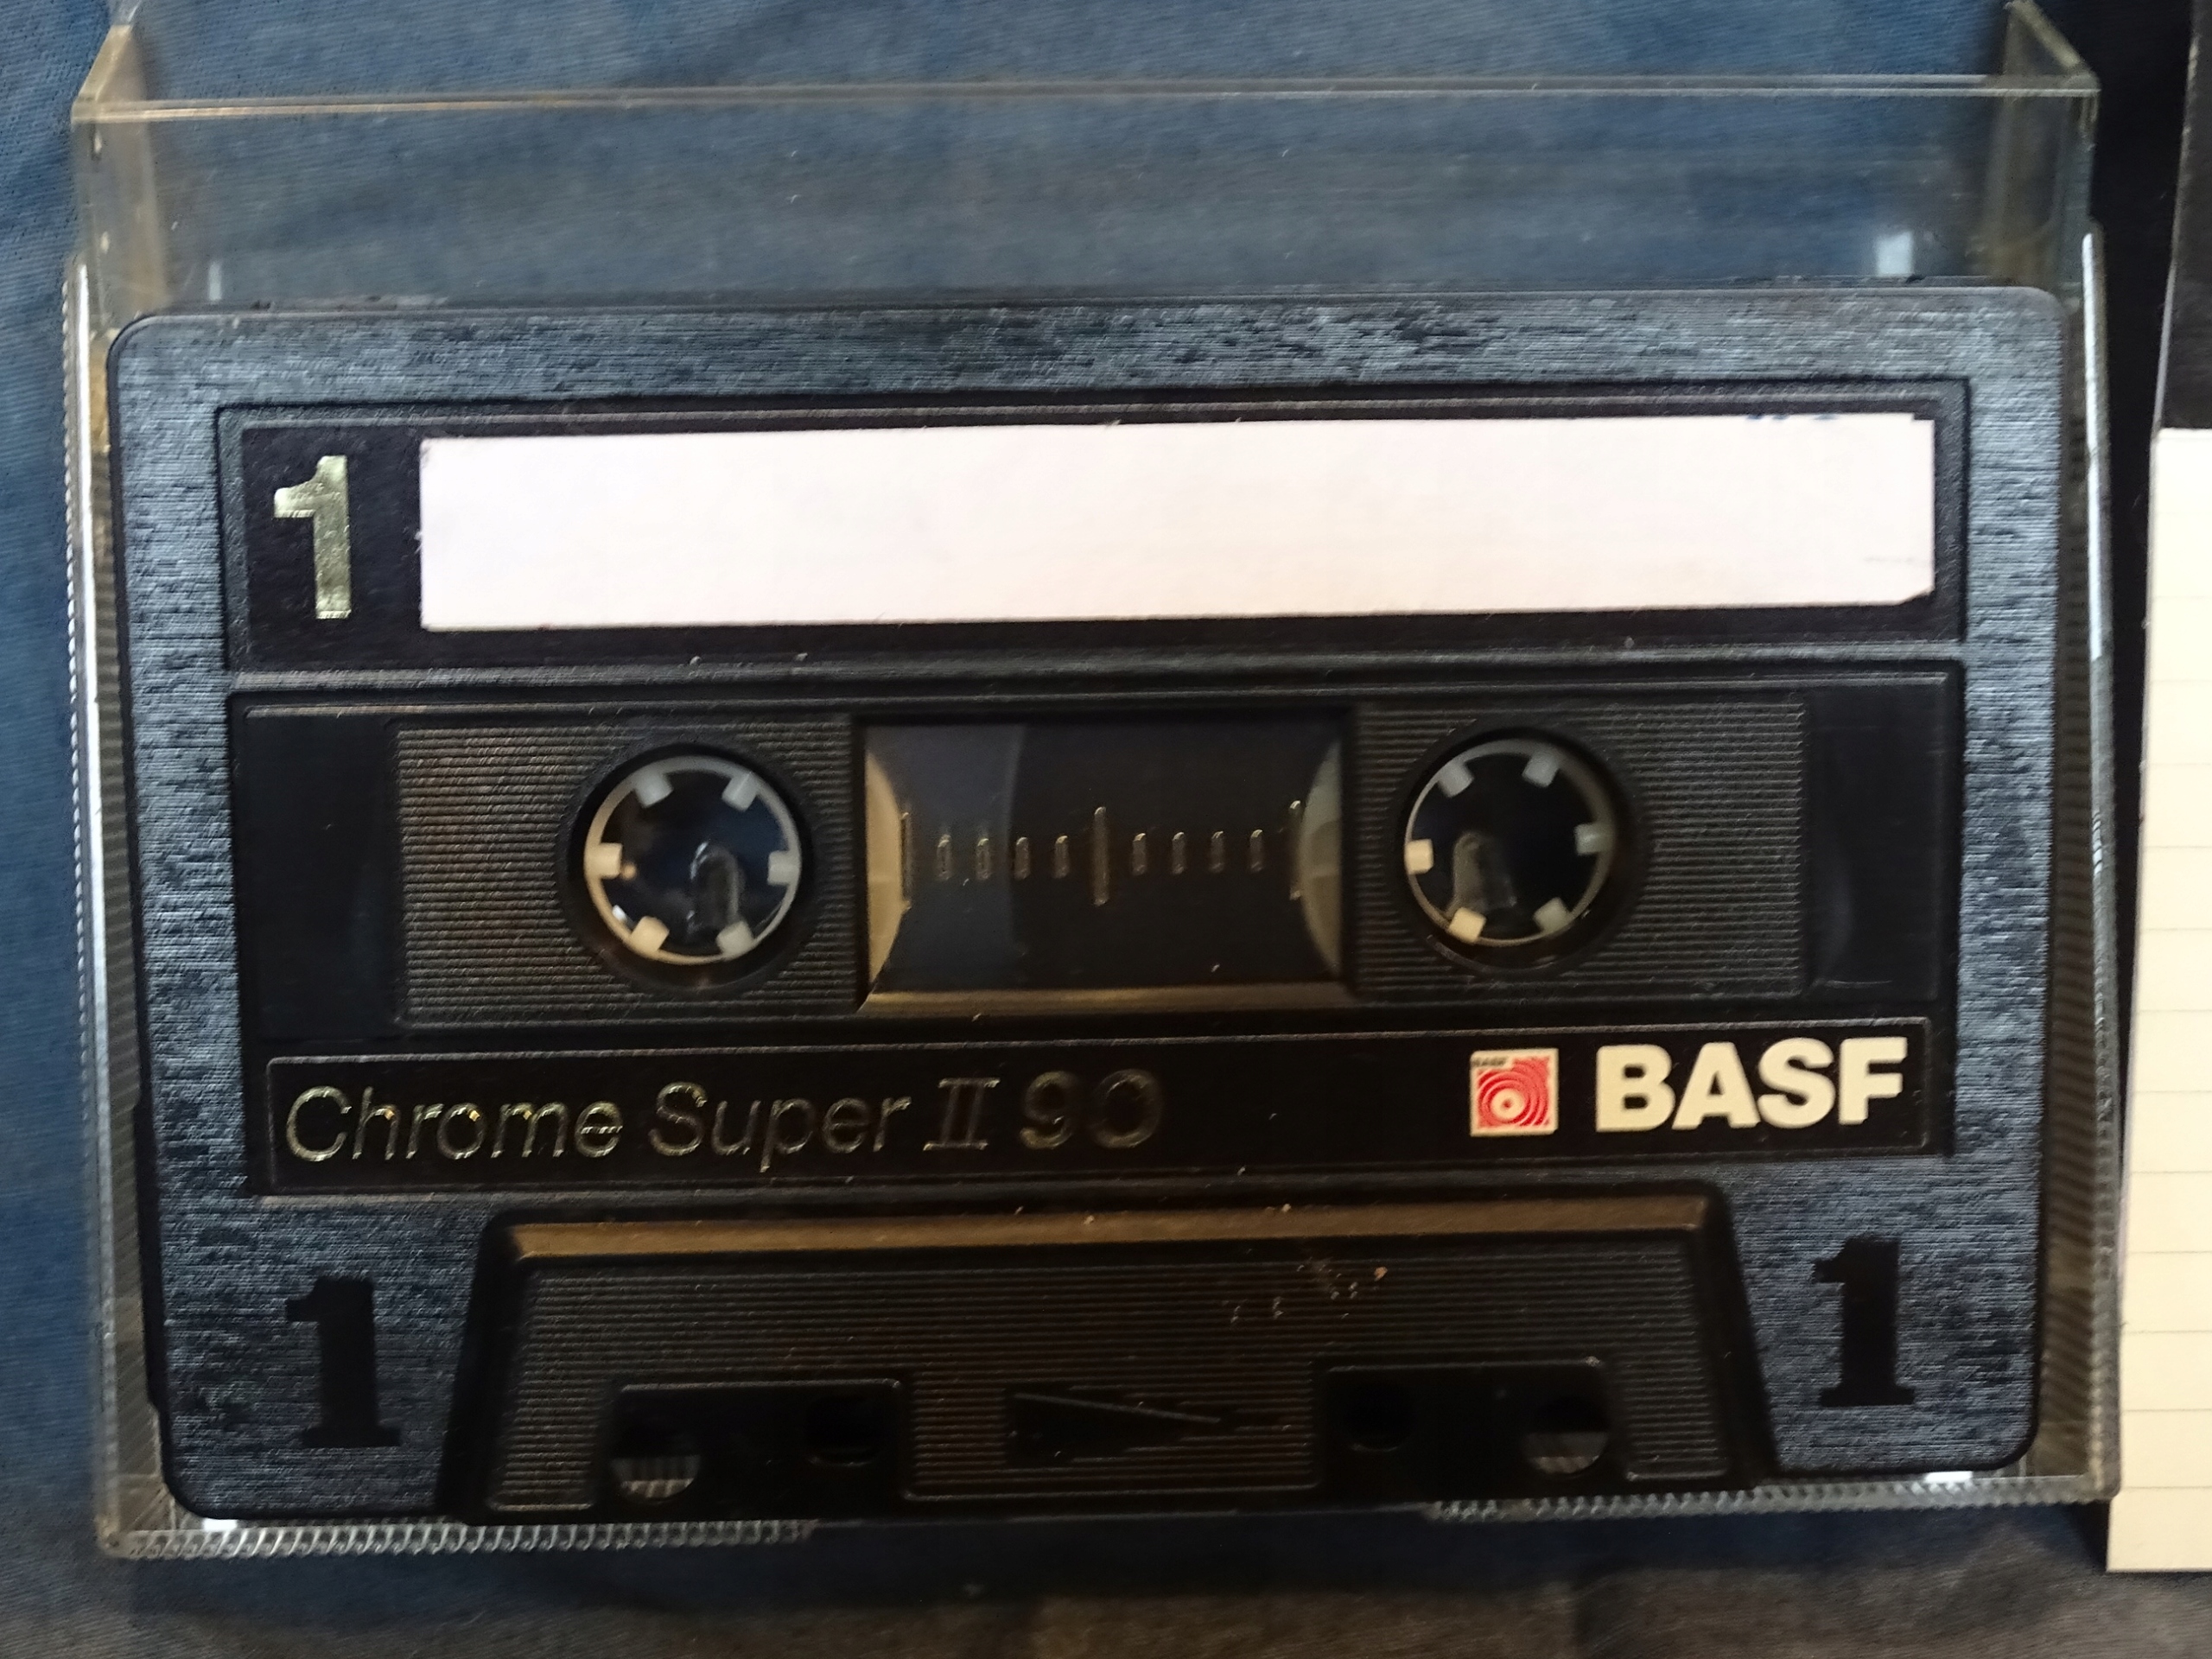 1
Chrome Super II 90
BASF
1 1